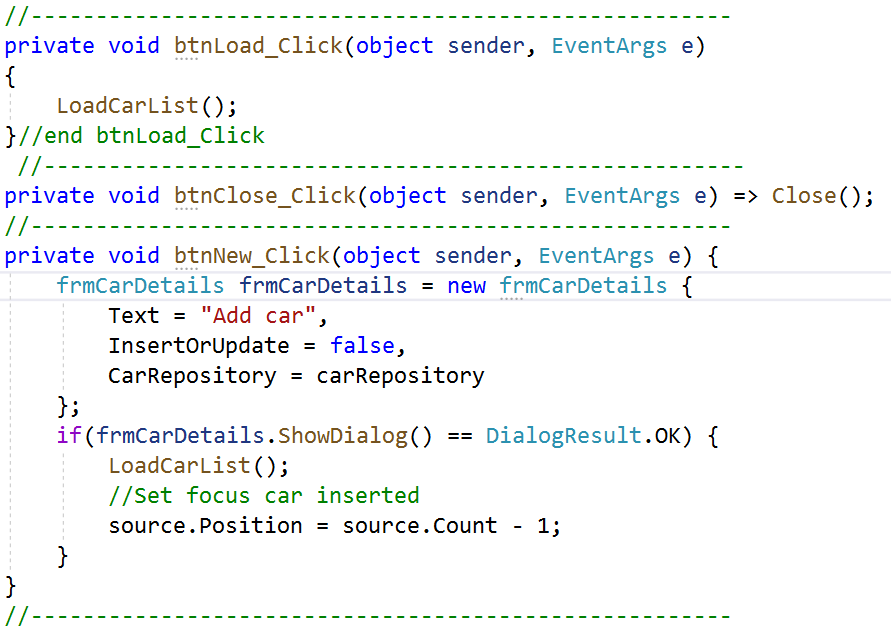 //------------------------------------------------------
private void btnLoad_Click(object sender, EventArgs e)
{
    LoadCarList();
}//end btnLoad_Click
 //------------------------------------------------------
private void btnClose_Click(object sender, EventArgs e) => Close();
//------------------------------------------------------
private void btnNew_Click(object sender, EventArgs e) {
    frmCarDetails frmCarDetails = new frmCarDetails {
        Text = "Add car",
        InsertOrUpdate = false,
        CarRepository = carRepository
    };
    if(frmCarDetails.ShowDialog() == DialogResult.OK) {
        LoadCarList();
        //Set focus car inserted
        source.Position = source.Count - 1;
    }
}
//------------------------------------------------------